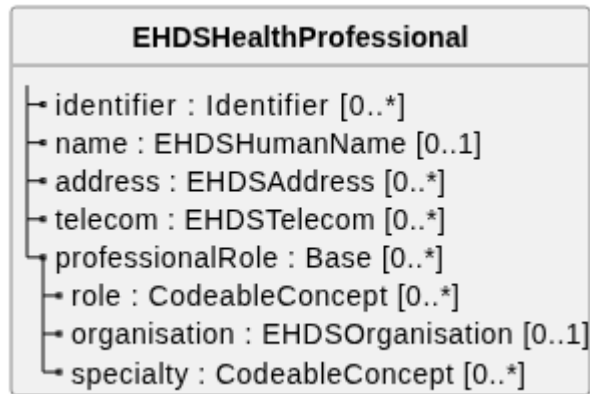 EHDSHealthProfessional
identifier : Identifier [0..*]
name : EHDSHumanName [0..1]
address : EHDSAddress [0..*]
telecom : EHDSTelecom [0..*]
professionalRole : Base [0..*]
role : CodeableConcept [0..*]
organisation : EHDSOrganisation [0..1]
specialty : CodeableConcept [0..*]